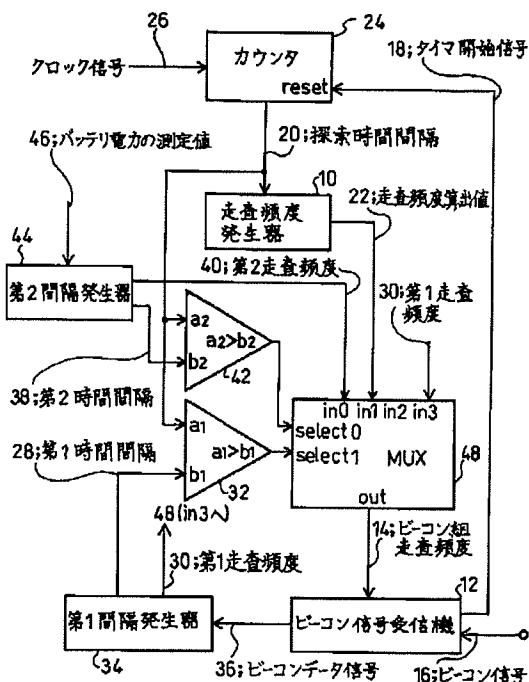 24
カウンタ
reset
26
クロック信号
18;タイマ開始信号
46;バッテリ電力の測定値
20;探索時間間隔
10
走査頻度
発生器
22;走査頻度算出値
44
第2間隔発生器
40;第2走査頻度
30;第1走査
頻度
a2
a2>b2
b2
42
38;第2時間間隔
28;第1時間間隔
a1
a1>b1
b1
32
in0 in1 in2 in3
select0
select1
MUX
out
48
48(in3へ)
30;第1走査頻度
14;ビーコン組
走査頻度
12
第1間隔発生器
34
ビーコン信号受信機
36;ビーコンデータ信号
16;ビーコン信号